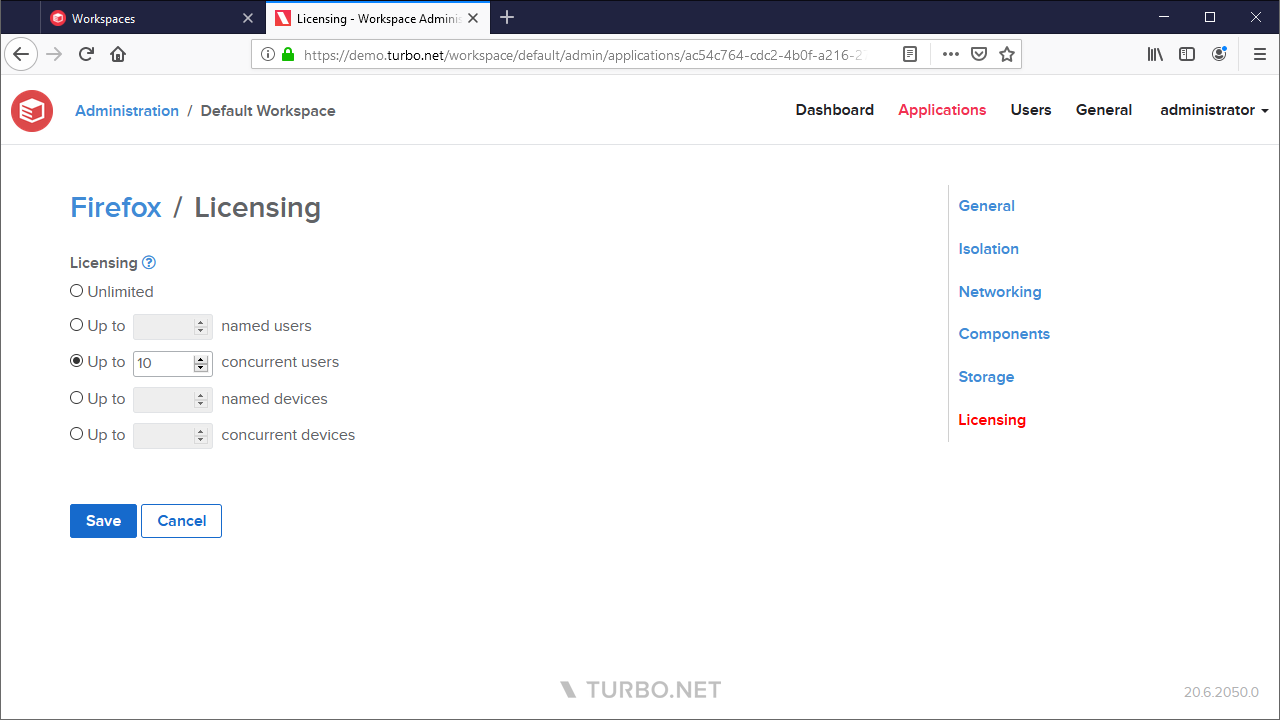 Workspaces
Licensing - Workspace Adminis
https://demo.turbo.net/workspace/default/admin/applications/ac54c764-cdc2-4b0f-a216-2
Administration / Default Workspace
Dashboard Applications Users General administrator
Firefox / Licensing
Licensing ?
Unlimited
Up to named users
Up to 10 concurrent users
Up to named devices
Up to concurrent devices
Save Cancel
General
Isolation
Networking
Components
Storage
Licensing
TURBO.NET
20.6.2050.0